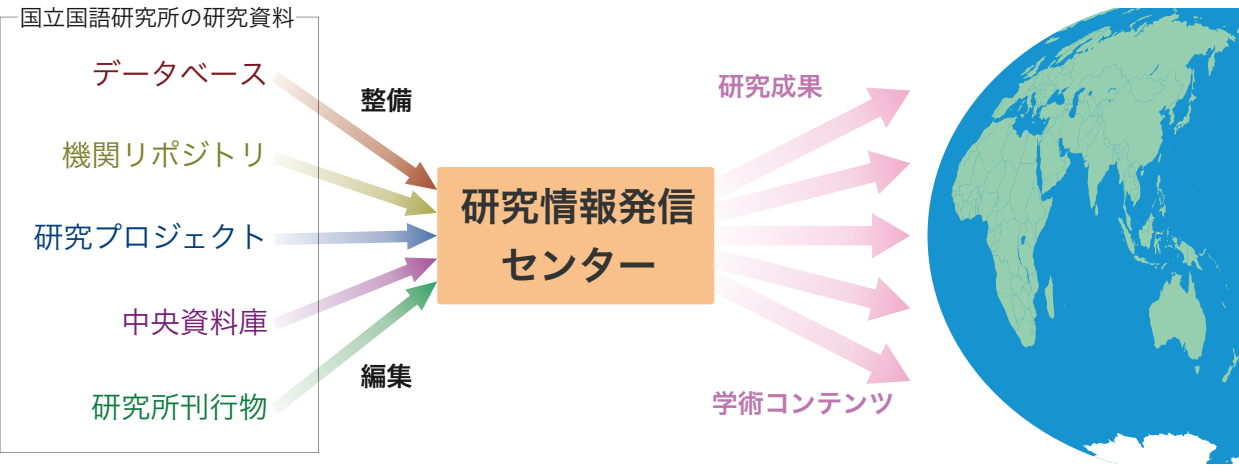 国立国語研究所の研究資料
データベース
機関リポジトリ
研究プロジェクト
中央資料庫
研究所刊行物
整備
編集
研究情報発信
センター
研究成果
学術コンテンツ